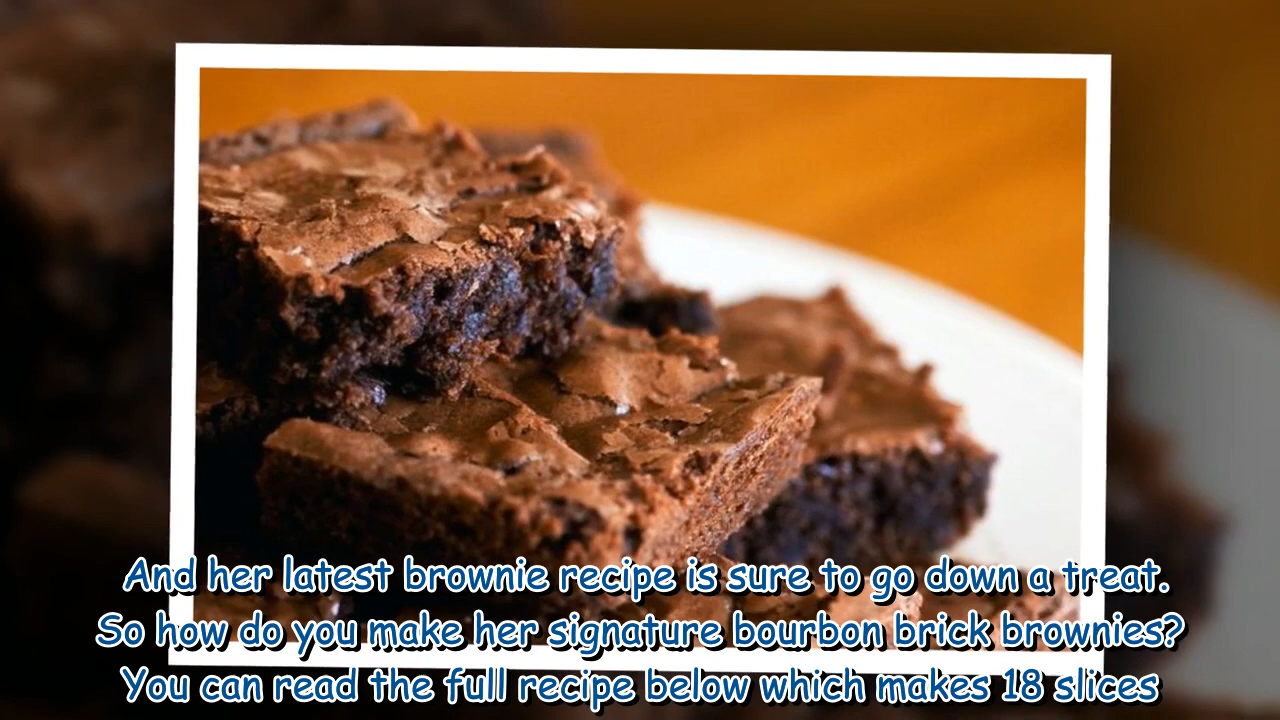 And her latest brownie recipe is sure to go down a treat.
So how do you make her signature bourbon brick brownies?
You can read the full recipe below which makes 18 slices